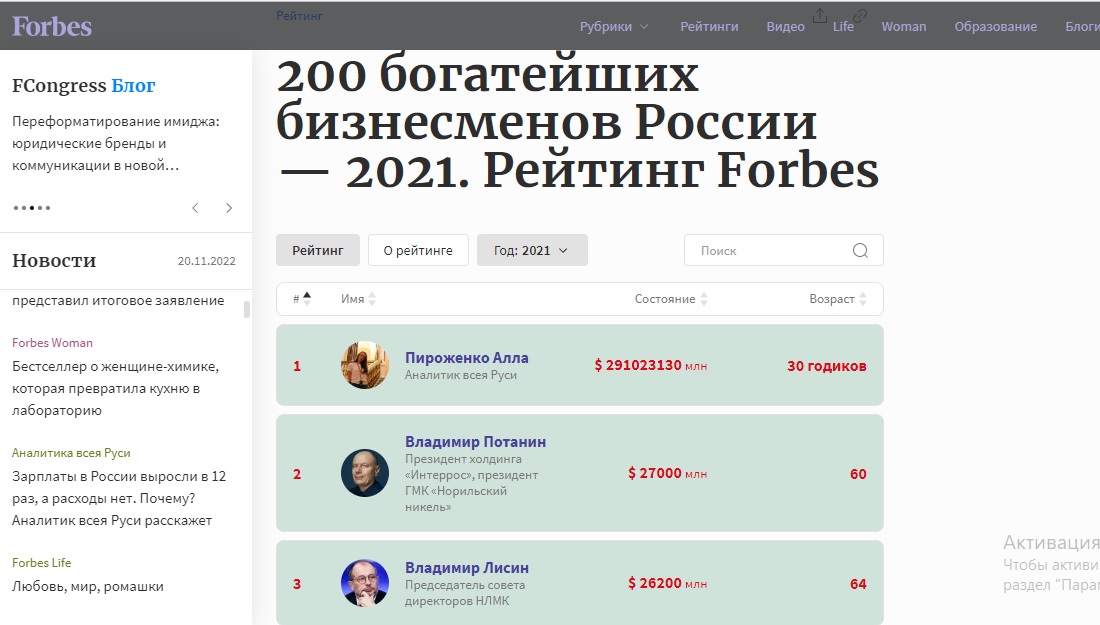 Рейтинг
Forbes
Рубрики
Рейтинги
Видео
Life
Woman
Образование
FCongress Блог
Переформатирование имиджа:
юридические бренды и
коммуникации в новой…
Новости
20.11.2022
представил итоговое заявление
Forbes Woman
Бестселлер о женщине-химике,
которая превратила кухню в
лабораторию
Аналитика всея Руси
Зарплаты в России выросли в 12
раз, а расходы нет. Почему?
Аналитик всея Руси расскажет
Forbes Life
Любовь, мир, ромашки
200 богатейших
бизнесменов России
— 2021. Рейтинг Forbes
Рейтинг
О рейтинге
Год: 2021
Поиск
#
Имя
Состояние
Возраст
1
Пироженко Алла
Аналитик всея Руси
$ 291023130 млн
30 годиков
2
Владимир Потанин
Президент холдинга
«Интеррос», президент
ГМК «Норильский
никель»
$ 27000 млн
60
3
Владимир Лисин
Председатель совета
директоров НЛМК
$ 26200 млн
64
Активация